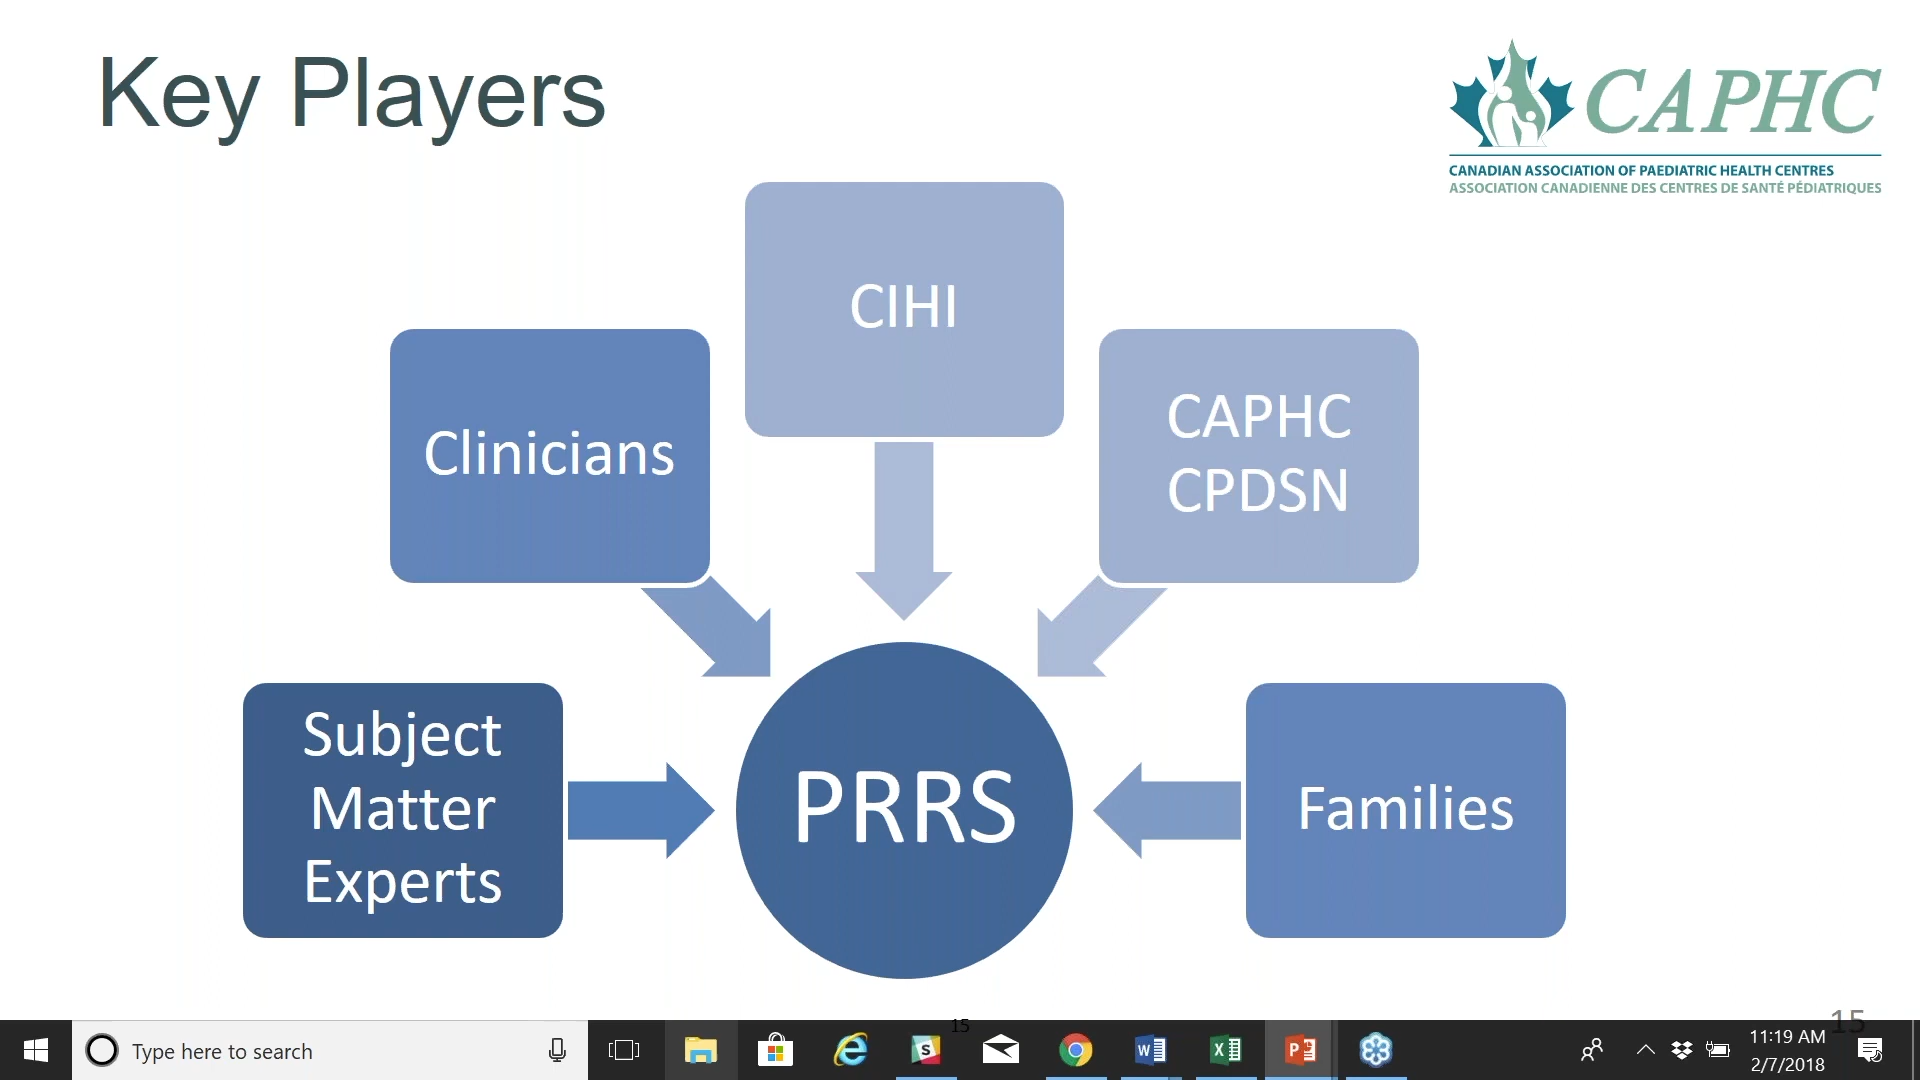 Key Players
CAPHC
CANADIAN ASSOCIATION OF PAEDIATRIC HEALTH CENTRES
ASSOCIATION CANADIENNE DES CENTRES DE SANTÉ PÉDIATRIQUES
CIHI
Clinicians
CAPHC
CPDSN
Subject
Matter
Experts
PRRS
Families
15
15
Type here to search
11:19 AM
2/7/2018